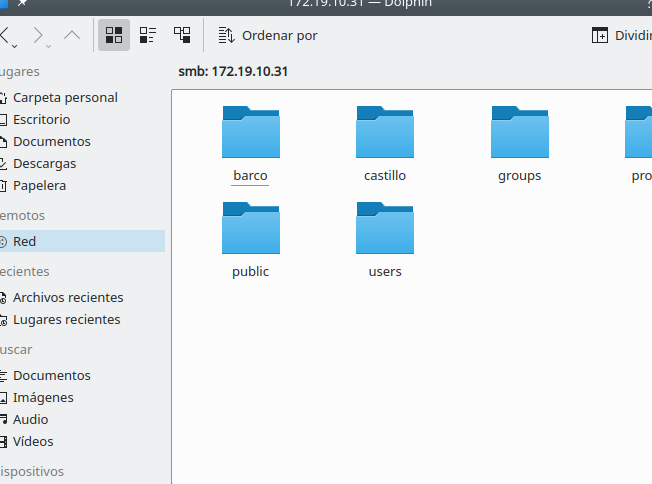 172.19.10.31 — Dolphin
Ordenar por
Dividir
ugares
smb: 172.19.10.31
Carpeta personal
Escritorio
Documentos
Descargas
Papelera
emotos
Red
ecientes
Archivos recientes
Lugares recientes
uscar
Documentos
Imágenes
Audio
Vídeos
ispositivos
barco
castillo
groups
pro
public
users